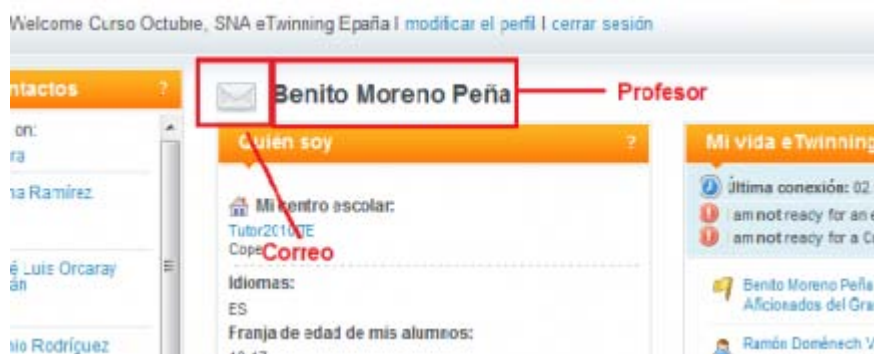 Welcome Curso Octubre, SNA eTwinning Epaña | modificar el perfil | cerrar sesión
ntactos ?
on:
ra
na Ramírez
é Luis Orcaray
án
nio Rodríguez
Benito Moreno Peña
Profesor
Quién soy ?
Mi centro escolar:
Tutor2010TE
Cope
Correo
Idiomas:
ES
Franja de edad de mis alumnos:
Mi vida eTwinning
Última conexión: 02
I am not ready for an e
I am not ready for a C
Benito Moreno Peña
Aficionados del Gra
Ramón Doménech V